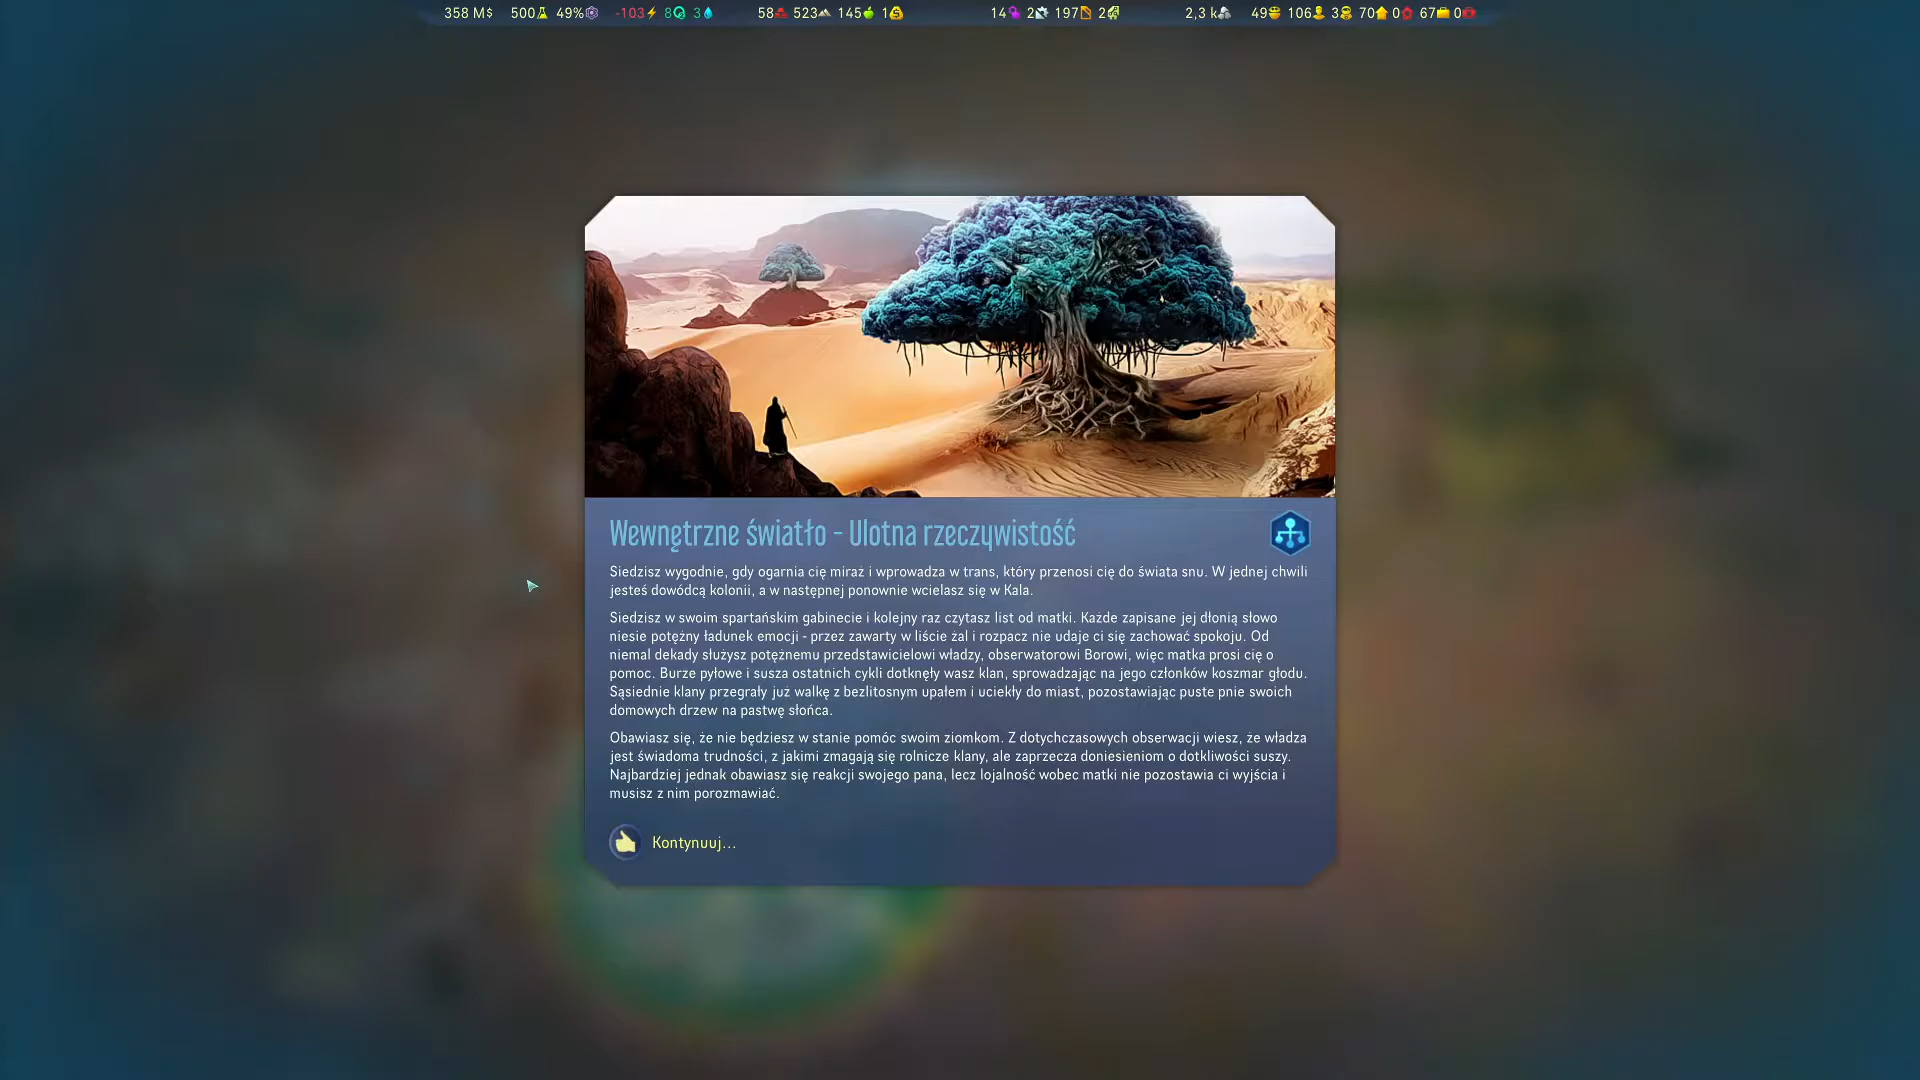 358 M$ 500 49% -103 8 3 58 523 145 1 14 2 197 2 2,3 k 49 106 3 70 0 67 0
Wewnętrzne światło - Ulotna rzeczywistość
Siedzisz wygodnie, gdy ogarnia cię miraż i wprowadza w trans, który przenosi cię do świata snu. W jednej chwili
jesteś dowódcą kolonii, a w następnej ponownie wcielasz się w Kala.
Siedzisz w swoim spartańskim gabinecie i kolejny raz czytasz list od matki. Każde zapisane jej dłonią słowo
niesie potężny ładunek emocji - przez zawarty w liście żal i rozpacz nie udaje ci się zachować spokoju. Od
niemal dekady służysz potężnemu przedstawicielowi władzy, obserwatorowi Borowi, więc matka prosi cię o
pomoc. Burze pyłowe i susza ostatnich cykli dotknęły wasz klan, sprowadzając na jego członków koszmar głodu.
Sąsiednie klany przegrały już walkę z bezlitosnym upałem i uciekły do miast, pozostawiając puste pnie swoich
domowych drzew na pastwę słońca.
Obawiasz się, że nie będziesz w stanie pomóc swoim ziomkom. Z dotychczasowych obserwacji wiesz, że władza
jest świadoma trudności, z jakimi zmagają się rolnicze klany, ale zaprzecza doniesieniom o dotkliwości suszy.
Najbardziej jednak obawiasz się reakcji swojego pana, lecz lojalność wobec matki nie pozostawia ci wyjścia i
musisz z nim porozmawiać.
Kontynuuj...